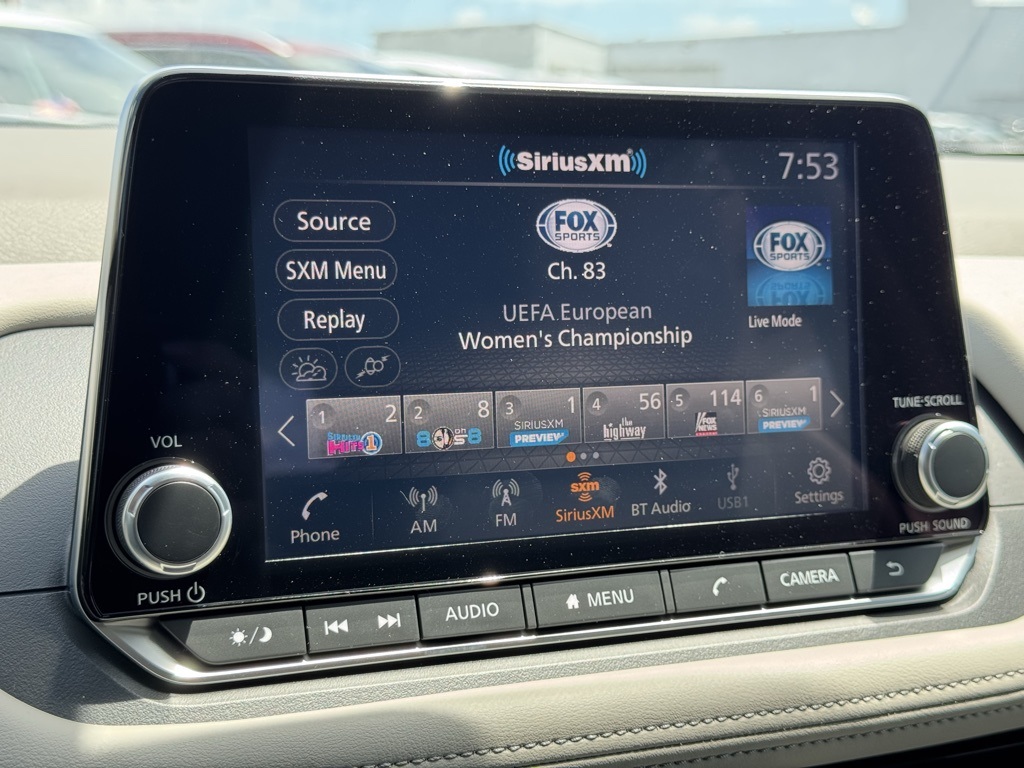 SiriusXM
7:53
Source
SXM Menu
Replay
FOX
SPORTS
Ch. 83
UEFA European
Women's Championship
FOX
SPORTS
Live Mode
1 2
2 8
80s on 8
3 1
SIRIUSXM
PREVIEW
4 56
the
highway
5 114
FOX
NEWS
6 1
SIRIUSXM
PREVIEW
Phone
AM
FM
sxm
SiriusXM
BT Audio
USB1
Settings
VOL
PUSH
TUNE·SCROLL
PUSH SOUND
AUDIO
MENU
CAMERA